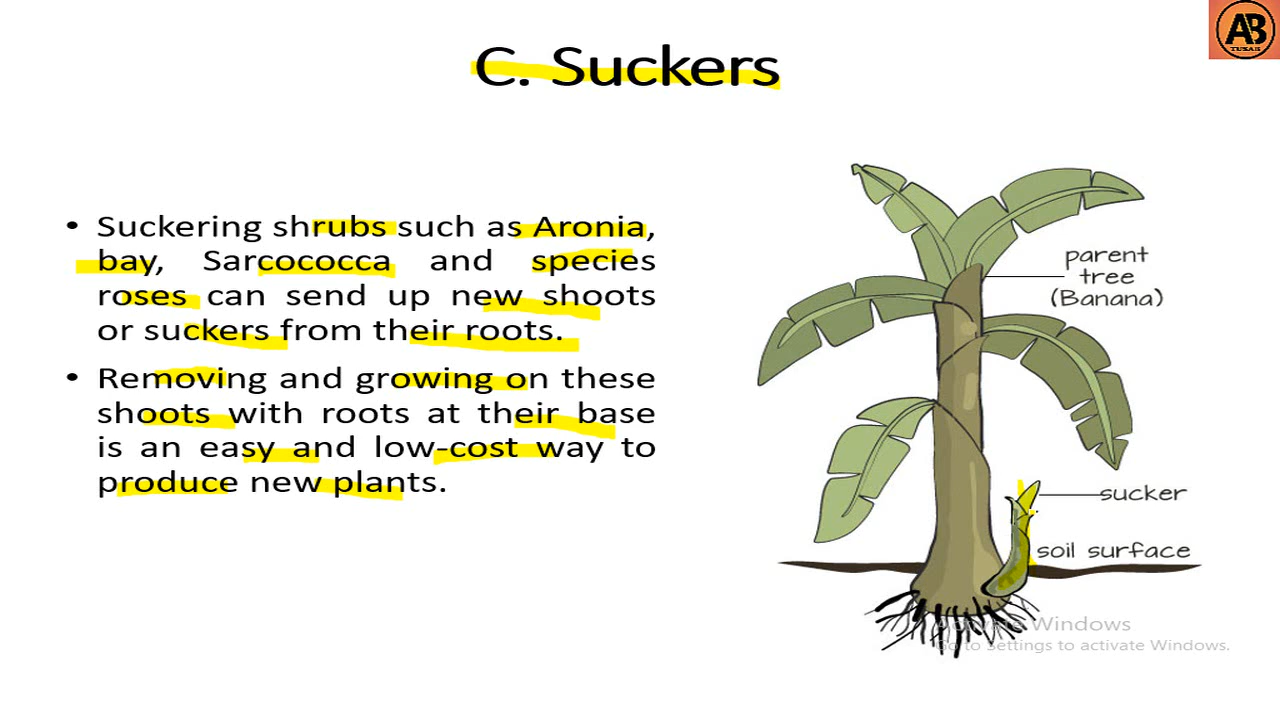 AB
TUSAR
C. Suckers
• Suckering shrubs such as Aronia,
bay, Sarcococca and species
roses can send up new shoots
or suckers from their roots.
• Removing and growing on these
shoots with roots at their base
is an easy and low-cost way to
produce new plants.
parent
tree
(Banana)
sucker
soil surface
Activate Windows
Go to Settings to activate Windows.